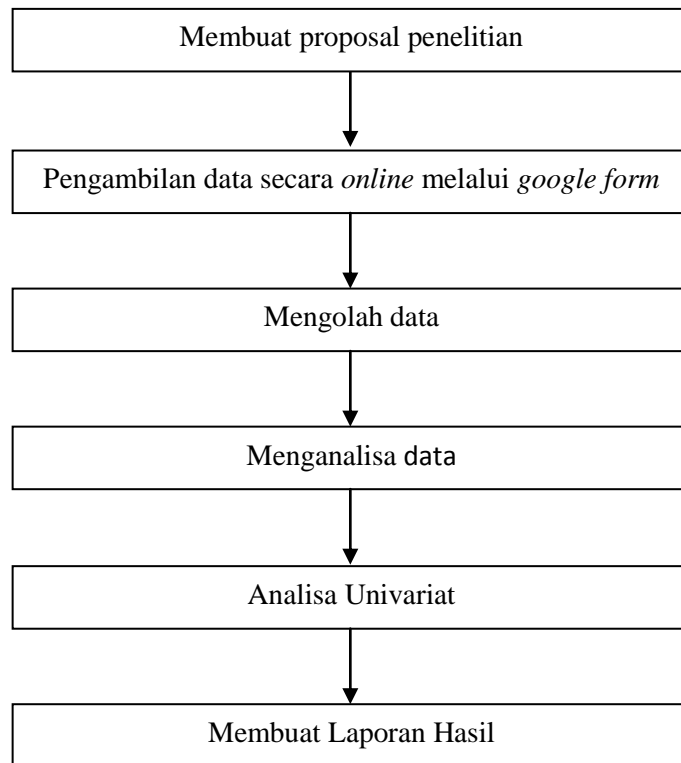 Membuat proposal penelitian
Pengambilan data secara online melalui google form
Mengolah data
Menganalisa data
Analisa Univariat
Membuat Laporan Hasil